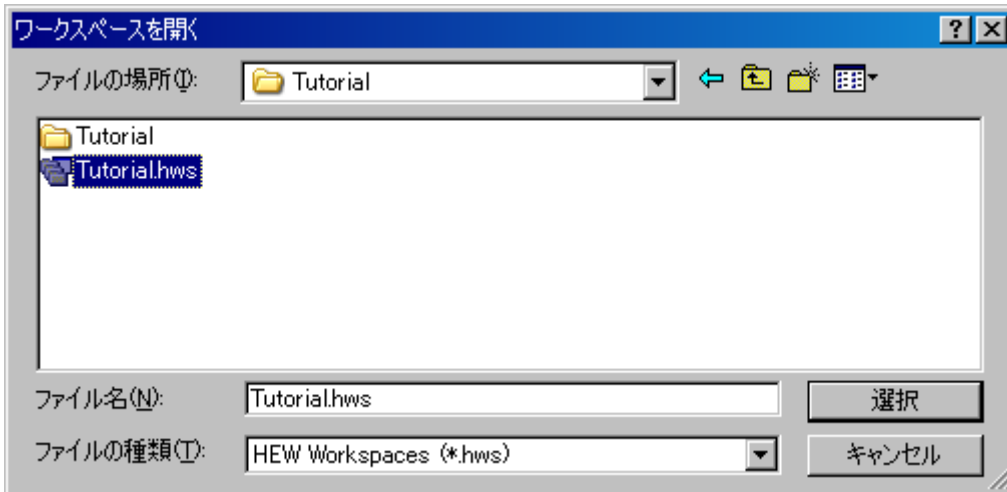 ワークスペースを開く
ファイルの場所(I): Tutorial
Tutorial
Tutorial.hws
ファイル名(N): Tutorial.hws 選択
ファイルの種類(T): HEW Workspaces (*.hws) キャンセル